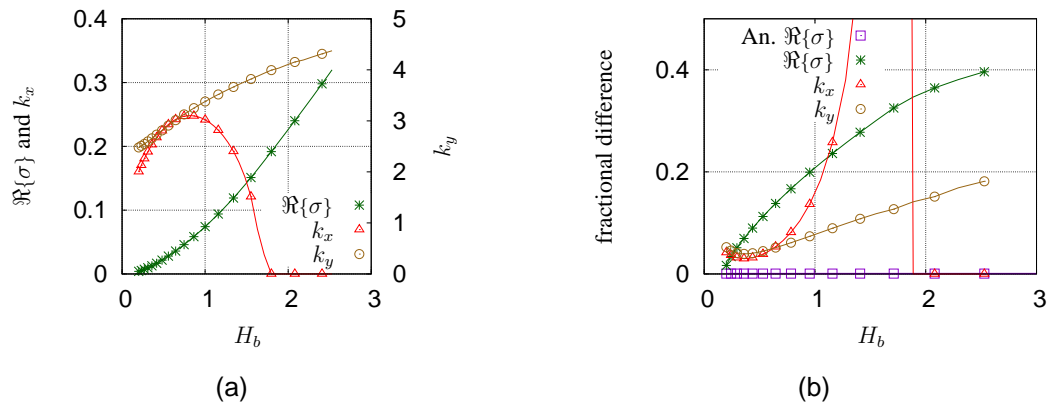 0.4
0.3
0.2
0.1
0
0
1
2
3
0
1
2
3
4
5
ℜ{σ} and k_x
k_y
H_b
ℜ{σ}
k_x
k_y
(a)
0.4
0.2
0
0
1
2
3
fractional difference
H_b
An. ℜ{σ}
ℜ{σ}
k_x
k_y
(b)